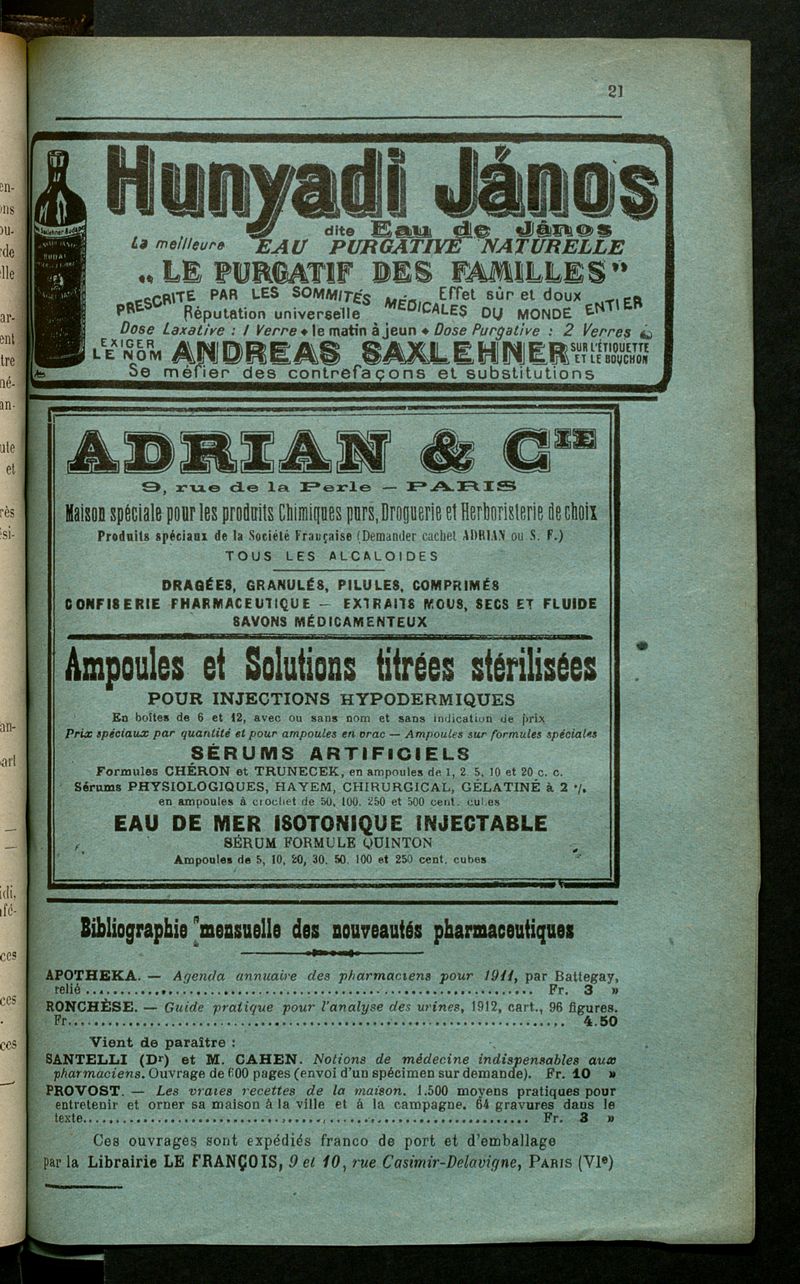 21
Hunyadi János
dite Eau de János
La meilleure EAU PURGATIVE NATURELLE
„ LE PURGATIF DES FAMILLES”
PRESCRITE PAR LES SOMMITÉS MÉDICALES DU MONDE ENTIER
Réputation universelle Effet sûr et doux
Dose Laxative : 1 Verre le matin à jeun Dose Purgative : 2 Verres
EXIGER LE NOM ANDREAS SAXLEHNER SUR L'ÉTIQUETTE ET LE BOUCHON
Se méfier des contrefaçons et substitutions
ADRIAN & CIE
9, rue de la Perle — PARIS
Maison spéciale pour les produits Chimiques purs, Droguerie et Herboristerie de choix
Produits spéciaux de la Société Française (Demander cachet ADRIAN ou S. F.)
TOUS LES ALCALOIDES
DRAGÉES, GRANULÉS, PILULES, COMPRIMÉS
CONFISERIE PHARMACEUTIQUE — EXTRAITS MOUS, SECS ET FLUIDE
SAVONS MÉDICAMENTEUX
Ampoules et Solutions titrées stérilisées
POUR INJECTIONS HYPODERMIQUES
En boîtes de 6 et 12, avec ou sans nom et sans indication de prix
Prix spéciaux par quantité et pour ampoules en vrac — Ampoules sur formules spéciales
SÉRUMS ARTIFICIELS
Formules CHÉRON et TRUNECEK, en ampoules de 1, 2 5, 10 et 20 c. c.
Sérums PHYSIOLOGIQUES, HAYEM, CHIRURGICAL, GÉLATINÉ à 2 %
en ampoules à crochet de 50, 100, 250 et 500 cent. cubes
EAU DE MER ISOTONIQUE INJECTABLE
SÉRUM FORMULE QUINTON
Ampoules de 5, 10, 20, 30, 50, 100 et 250 cent. cubes
Bibliographie mensuelle des nouveautés pharmaceutiques
APOTHEKA. — Agenda annuaire des pharmaciens pour 1911, par Battegay,
relié ........ Fr. 3 »
RONCHÈSE. — Guide pratique pour l'analyse des urines, 1912, cart., 96 figures.
Fr........ 4.50
Vient de paraître :
SANTELLI (Dr) et M. CAHEN. Notions de médecine indispensables aux
pharmaciens. Ouvrage de 600 pages (envoi d'un spécimen sur demande). Fr. 10 »
PROVOST. — Les vraies recettes de la maison. 1.500 moyens pratiques pour
entretenir et orner sa maison à la ville et à la campagne. 64 gravures dans le
texte........ Fr. 3 »
Ces ouvrages sont expédiés franco de port et d'emballage
par la Librairie LE FRANÇOIS, 9 et 10, rue Casimir-Delavigne, PARIS (VIe)